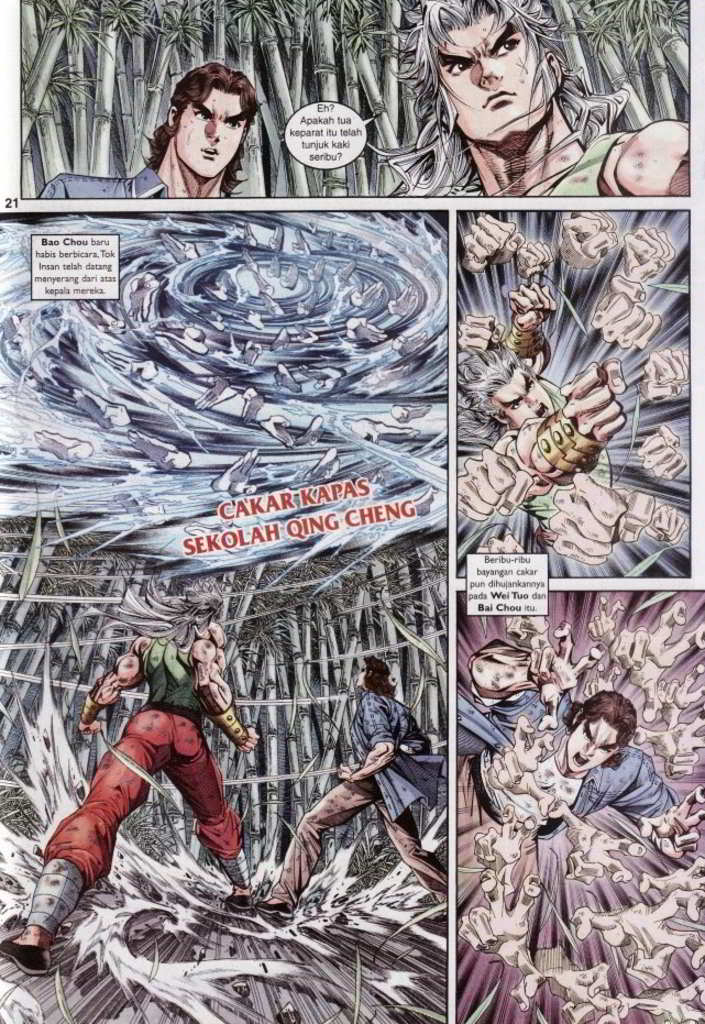 Eh?
Apakah tua
keparat itu telah
tunjuk kaki
seribu?
21
Bao Chou baru
habis berbicara, Tok
Insan telah datang
menyerang dari atas
kepala mereka.
CAKAR KAPAS
SEKOLAH QING CHENG
Beribu-ribu
bayangan cakar
pun dihujankannya
pada Wei Tuo dan
Bai Chou itu.